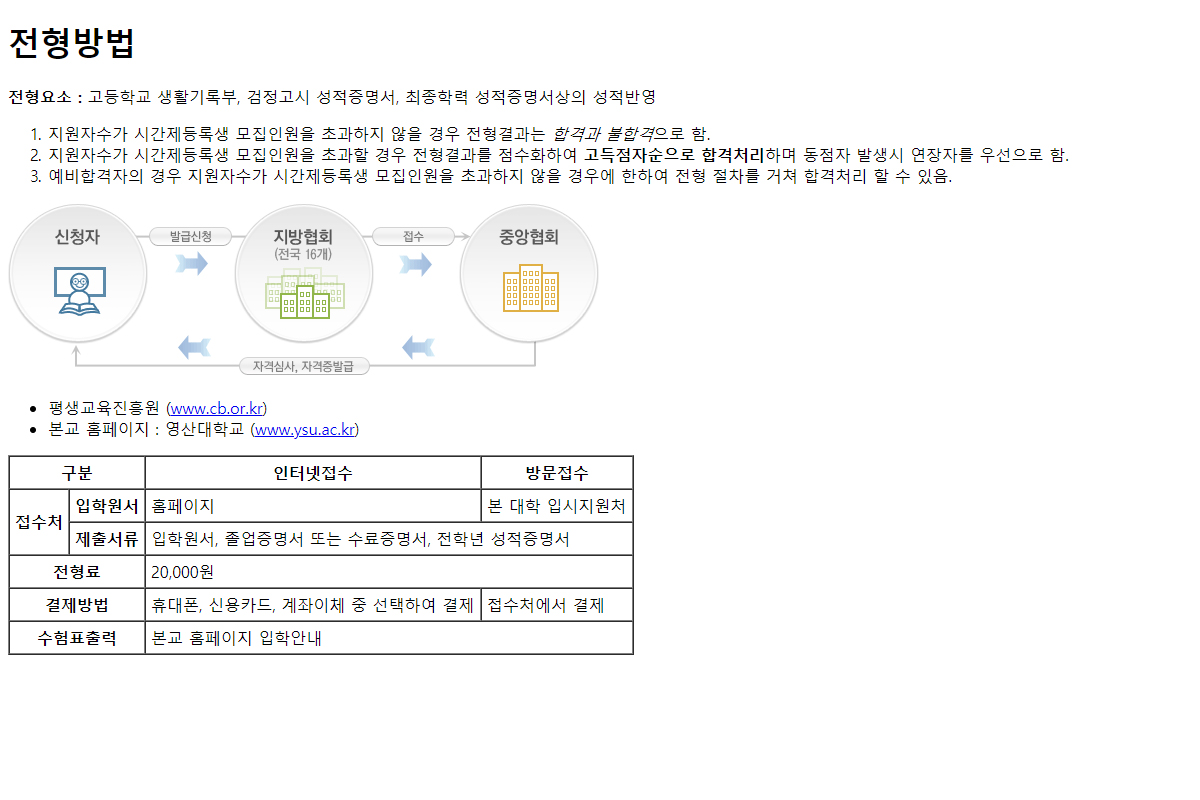 전형방법
전형요소 : 고등학교 생활기록부, 검정고시 성적증명서, 최종학력 성적증명서상의 성적반영
1. 지원자수가 시간제등록생 모집인원을 초과하지 않을 경우 전형결과는 합격과 불합격으로 함.
2. 지원자수가 시간제등록생 모집인원을 초과할 경우 전형결과를 점수화하여 고득점자순으로 합격처리하며 동점자 발생시 연장자를 우선으로 함.
3. 예비합격자의 경우 지원자수가 시간제등록생 모집인원을 초과하지 않을 경우에 한하여 전형 절차를 거쳐 합격처리 할 수 있음.
신청자 발급신청 지방협회 접수 중앙협회
(전국 16개)
자격심사, 자격증발급
• 평생교육진흥원 (www.cb.or.kr)
• 본교 홈페이지 : 영산대학교 (www.ysu.ac.kr)
구분 인터넷접수 방문접수
접수처 입학원서 홈페이지 본 대학 입시지원처
제출서류 입학원서, 졸업증명서 또는 수료증명서, 전학년 성적증명서
전형료 20,000원
결제방법 휴대폰, 신용카드, 계좌이체 중 선택하여 결제 접수처에서 결제
수험표출력 본교 홈페이지 입학안내